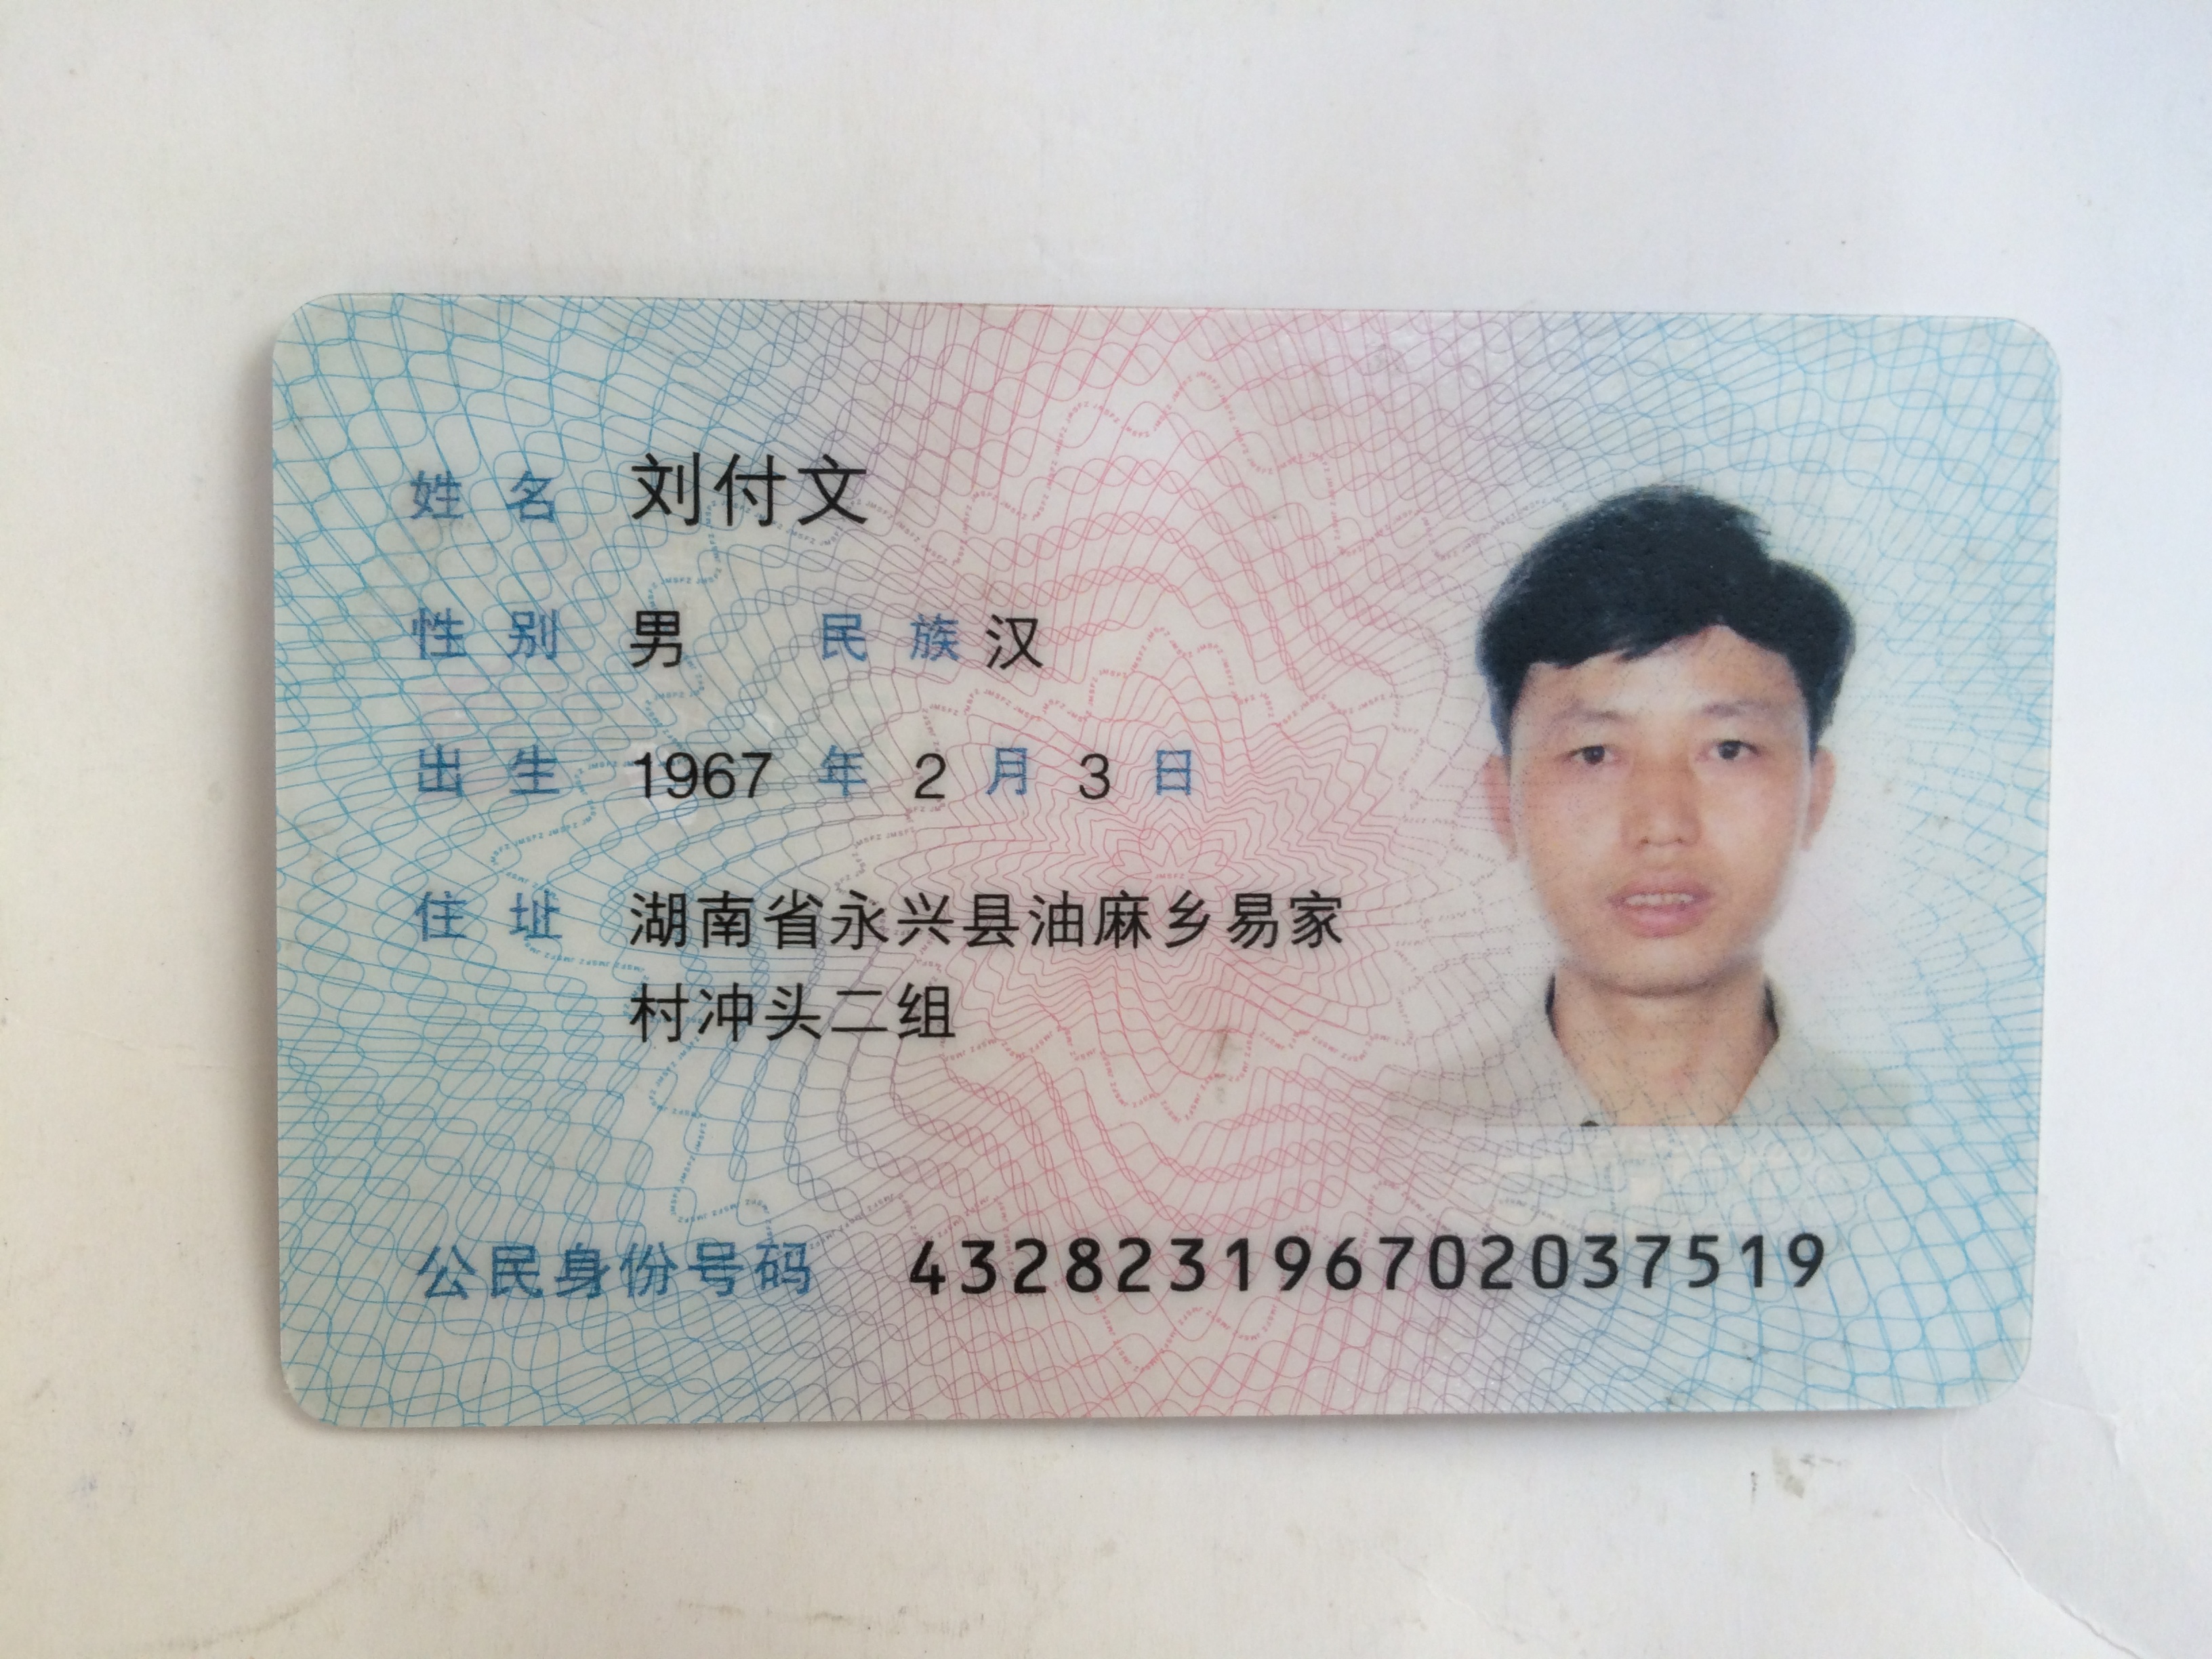 姓名 刘付文
性别 男 民族 汉
出生 1967 年 2 月 3 日
住址 湖南省永兴县油麻乡易家
村冲头二组
公民身份号码 432823196702037519